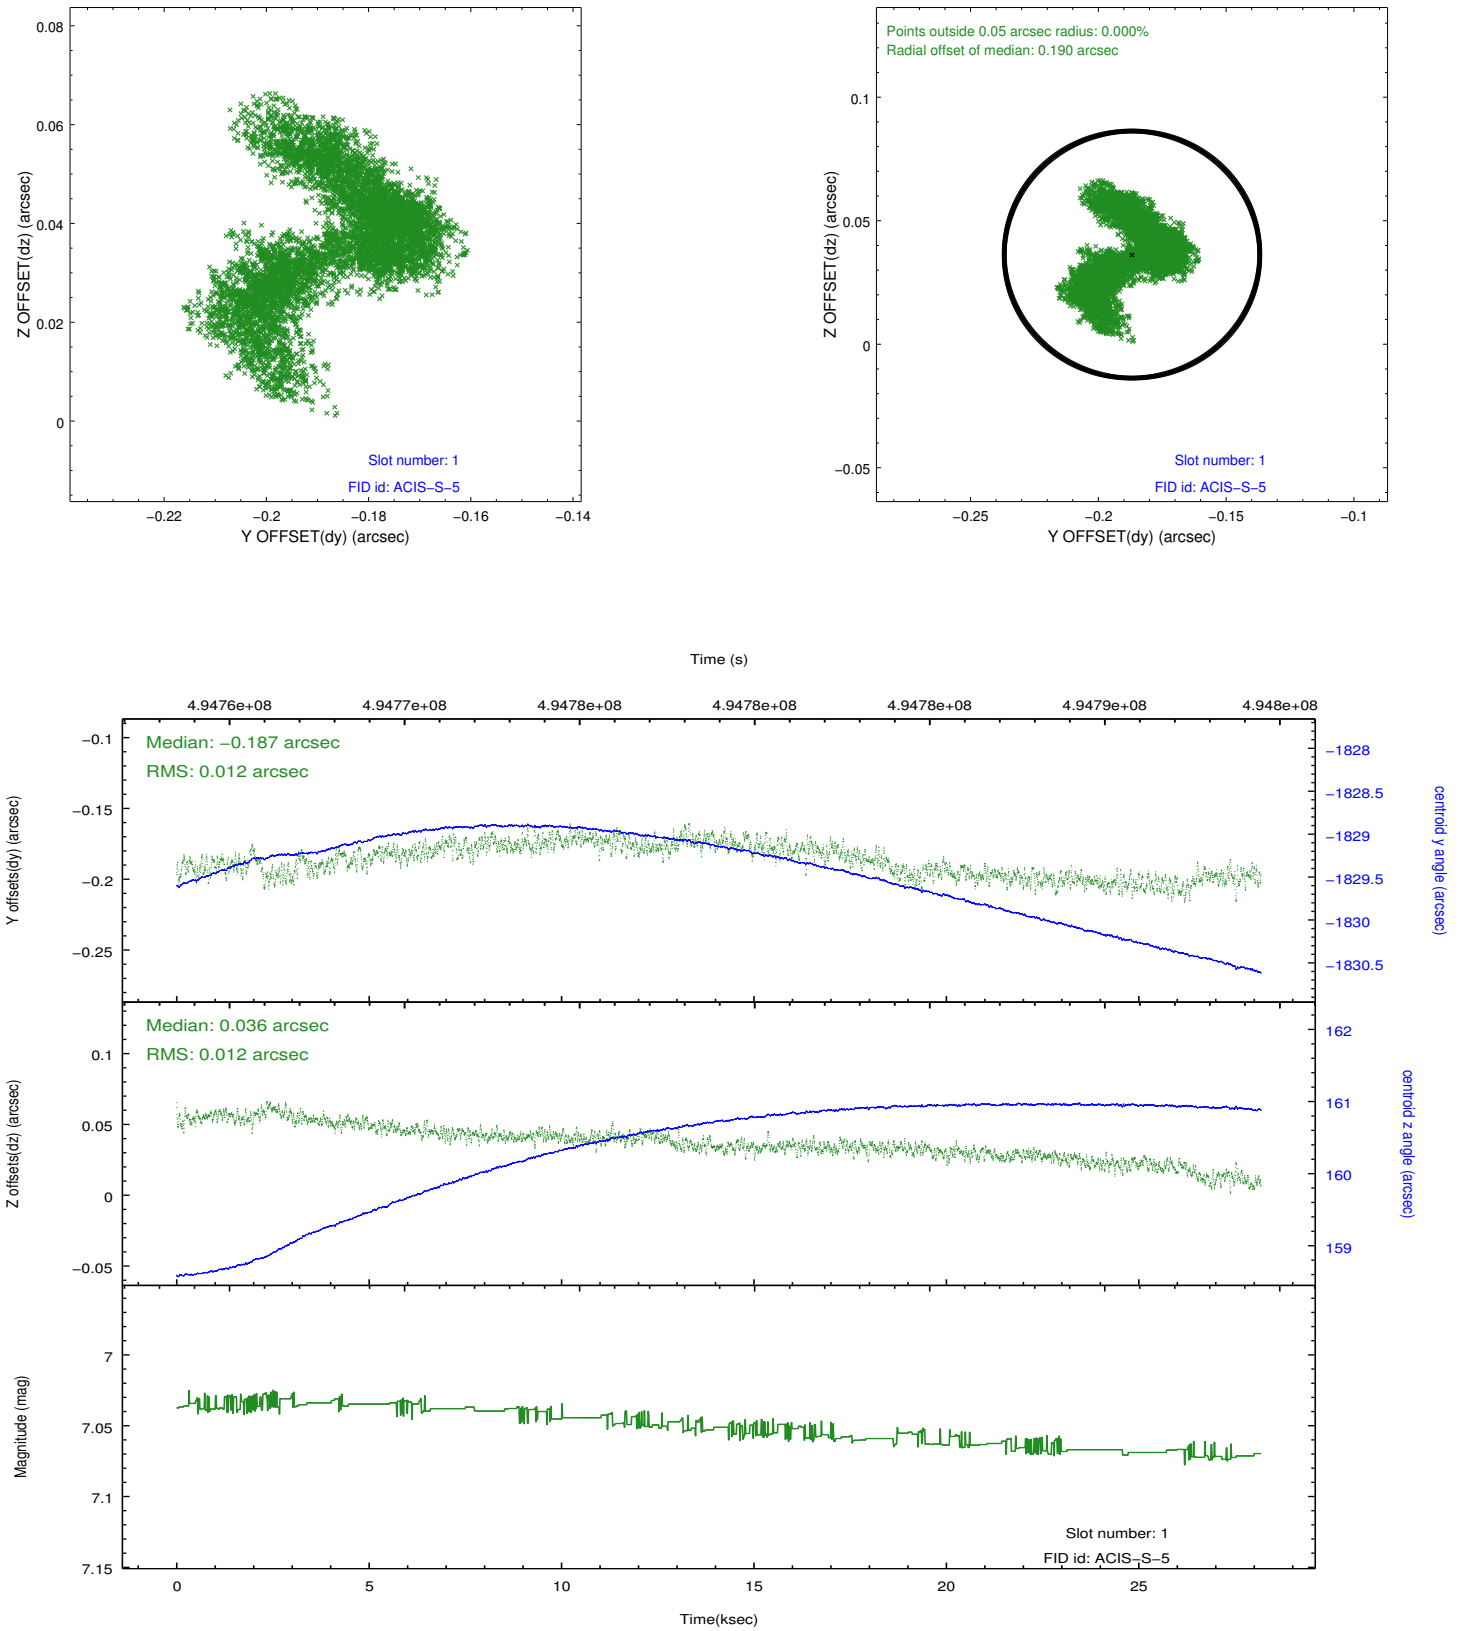 0.08
0.06
0.04
0.02
0
Z OFFSET(dz) (arcsec)
Slot number: 1
FID id: ACIS−S−5
−0.22 −0.2 −0.18 −0.16 −0.14
Y OFFSET(dy) (arcsec)
Points outside 0.05 arcsec radius: 0.000%
Radial offset of median: 0.190 arcsec
0.1
0.05
0
−0.05
Z OFFSET(dz) (arcsec)
Slot number: 1
FID id: ACIS−S−5
−0.25 −0.2 −0.15 −0.1
Y OFFSET(dy) (arcsec)
Time (s)
4.9476e+08 4.9477e+08 4.9478e+08 4.9478e+08 4.9478e+08 4.9479e+08 4.948e+08
Median: −0.187 arcsec
RMS: 0.012 arcsec
−0.1
−0.15
−0.2
−0.25
Y offsets(dy) (arcsec)
−1828
−1828.5
−1829
−1829.5
−1830
−1830.5
centroid y angle (arcsec)
Median: 0.036 arcsec
RMS: 0.012 arcsec
0.1
0.05
0
−0.05
Z offsets(dz) (arcsec)
162
161
160
159
centroid z angle (arcsec)
7
7.05
7.1
7.15
Magnitude (mag)
Slot number: 1
FID id: ACIS−S−5
0 5 10 15 20 25
Time(ksec)